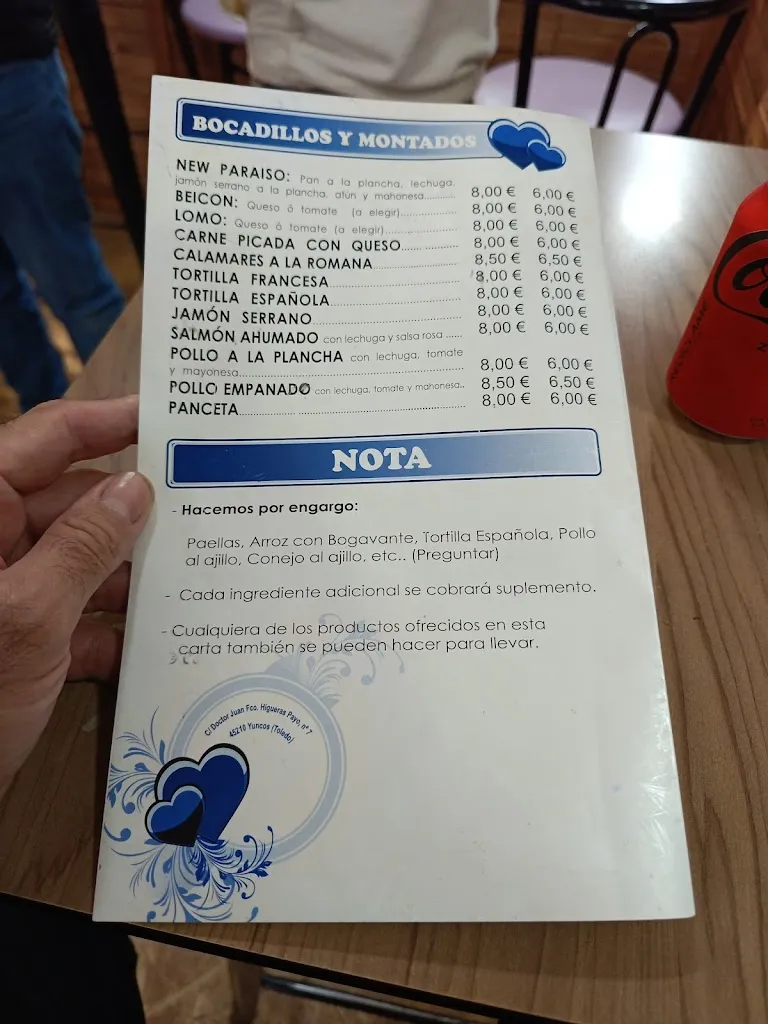 BOCADILLOS Y MONTADOS
NEW PARAISO: Pan a la plancha, lechuga,
jamón serrano a la plancha, atún y mahonesa.......... 8,00 € 6,00 €
BEICON: Queso ó tomate (a elegir).............. 8,00 € 6,00 €
LOMO: Queso ó tomate (a elegir)................. 8,00 € 6,00 €
CARNE PICADA CON QUESO............... 8,00 € 6,00 €
CALAMARES A LA ROMANA................ 8,50 € 6,50 €
TORTILLA FRANCESA......................... 8,00 € 6,00 €
TORTILLA ESPAÑOLA......................... 8,00 € 6,00 €
JAMÓN SERRANO............................ 8,00 € 6,00 €
SALMÓN AHUMADO con lechuga y salsa rosa ...... 8,00 € 6,00 €
POLLO A LA PLANCHA con lechuga, tomate
y mayonesa.................................................. 8,00 € 6,00 €
POLLO EMPANADO con lechuga, tomate y mahonesa.. 8,50 € 6,50 €
PANCETA.................................................. 8,00 € 6,00 €
NOTA
- Hacemos por engargo:
Paellas, Arroz con Bogavante, Tortilla Española, Pollo
al ajillo, Conejo al ajillo, etc.. (Preguntar)
- Cada ingrediente adicional se cobrará suplemento.
- Cualquiera de los productos ofrecidos en esta
carta también se pueden hacer para llevar.
C/ Doctor Juan Fco. Higueras Payo, nº 7
45210 Yuncos (Toledo)